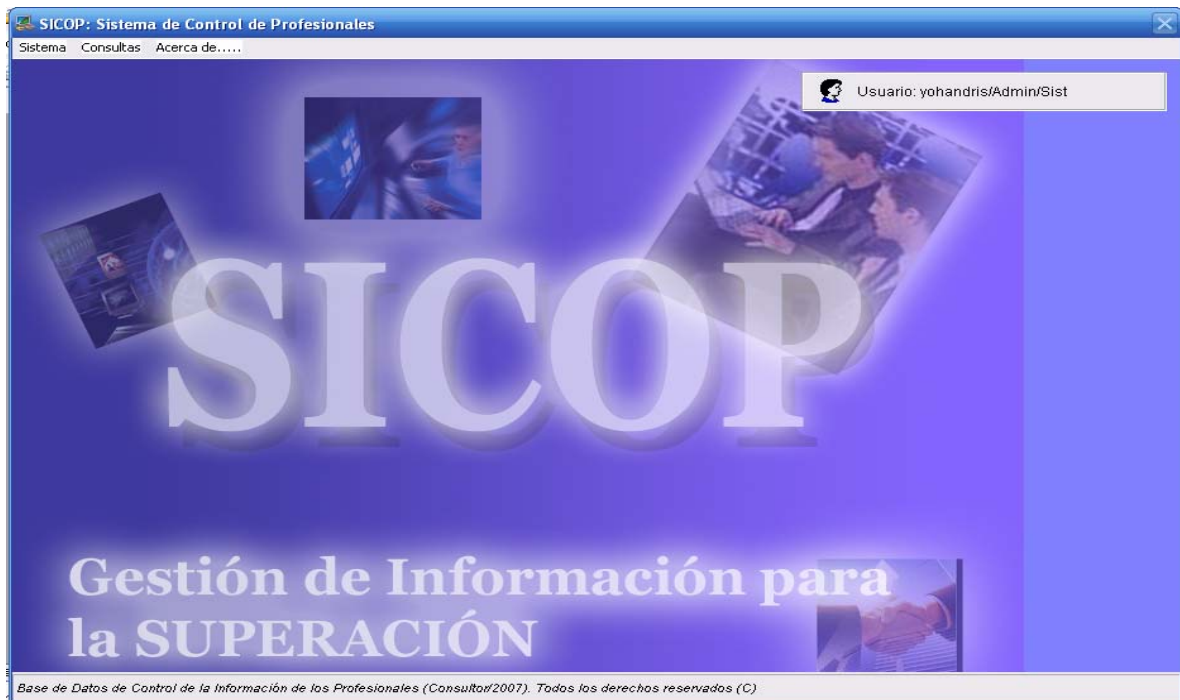 SICOP: Sistema de Control de Profesionales
Sistema Consultas Acerca de.....
Usuario: yohandris/Admin/Sist
SICOP
Gestión de Información para
la SUPERACIÓN
Base de Datos de Control de la Información de los Profesionales (Consultor/2007). Todos los derechos reservados (C)